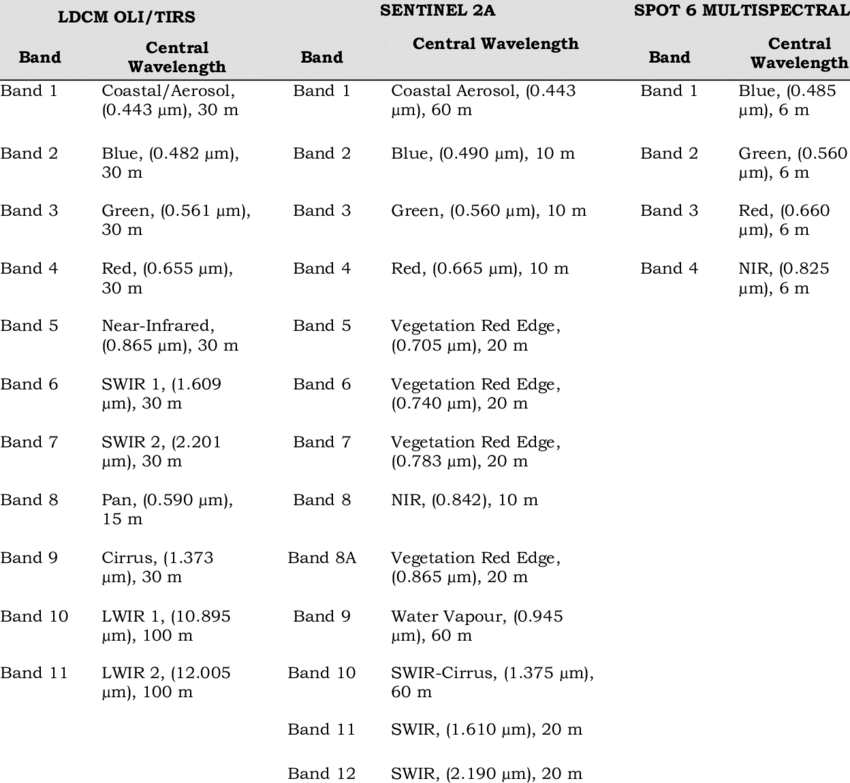 LDCM OLI/TIRS SENTINEL 2A SPOT 6 MULTISPECTRAL
Band Central Wavelength Band Central Wavelength Band Central Wavelength
Band 1 Coastal/Aerosol, Band 1 Coastal Aerosol, (0.443 Band 1 Blue, (0.485
(0.443 µm), 30 m µm), 60 m µm), 6 m
Band 2 Blue, (0.482 µm), Band 2 Blue, (0.490 µm), 10 m Band 2 Green, (0.560
30 m µm), 6 m
Band 3 Green, (0.561 µm), Band 3 Green, (0.560 µm), 10 m Band 3 Red, (0.660
30 m µm), 6 m
Band 4 Red, (0.655 µm), Band 4 Red, (0.665 µm), 10 m Band 4 NIR, (0.825
30 m µm), 6 m
Band 5 Near-Infrared, Band 5 Vegetation Red Edge,
(0.865 µm), 30 m (0.705 µm), 20 m
Band 6 SWIR 1, (1.609 Band 6 Vegetation Red Edge,
µm), 30 m (0.740 µm), 20 m
Band 7 SWIR 2, (2.201 Band 7 Vegetation Red Edge,
µm), 30 m (0.783 µm), 20 m
Band 8 Pan, (0.590 µm), Band 8 NIR, (0.842), 10 m
15 m
Band 9 Cirrus, (1.373 Band 8A Vegetation Red Edge,
µm), 30 m (0.865 µm), 20 m
Band 10 LWIR 1, (10.895 Band 9 Water Vapour, (0.945
µm), 100 m µm), 60 m
Band 11 LWIR 2, (12.005 Band 10 SWIR-Cirrus, (1.375 µm),
µm), 100 m 60 m
Band 11 SWIR, (1.610 µm), 20 m
Band 12 SWIR, (2.190 µm), 20 m